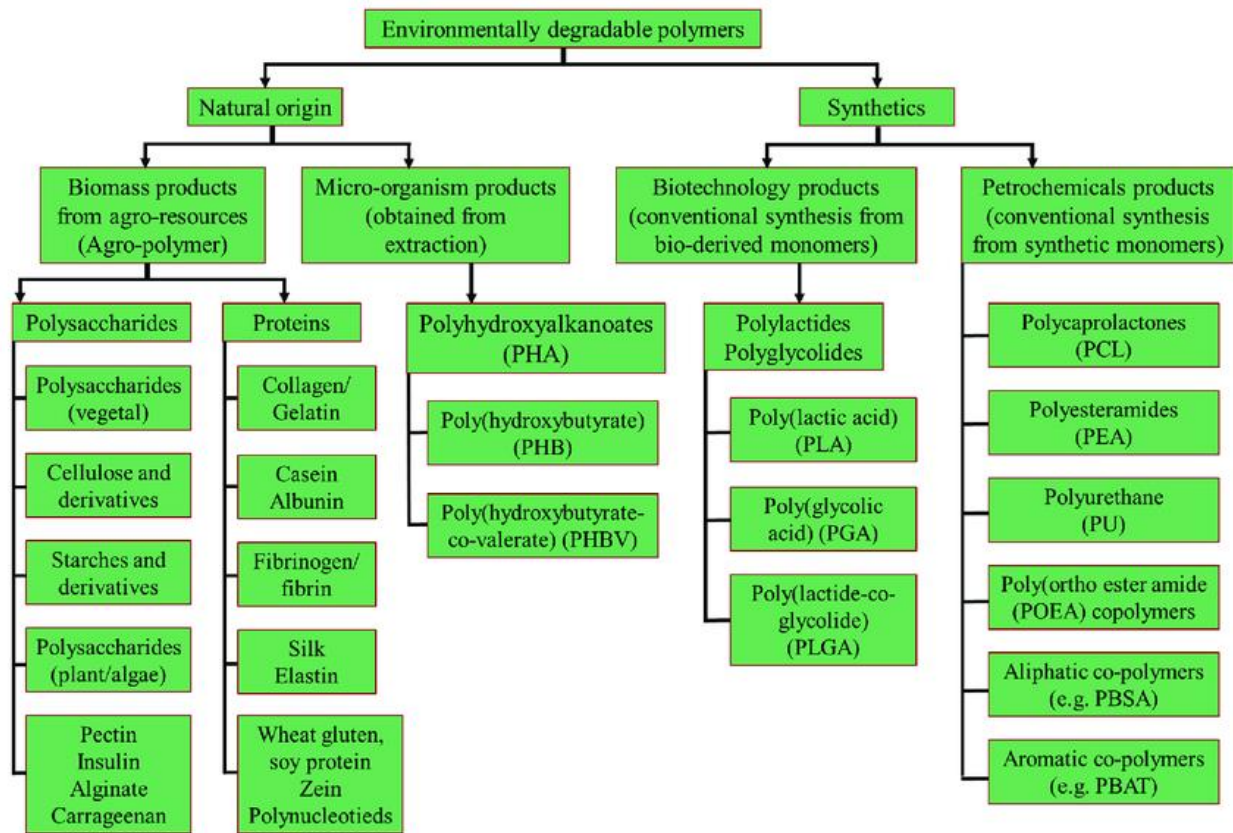 Environmentally degradable polymers
Natural origin
Synthetics
Biomass products
from agro-resources
(Agro-polymer)
Micro-organism products
(obtained from
extraction)
Biotechnology products
(conventional synthesis from
bio-derived monomers)
Petrochemicals products
(conventional synthesis
from synthetic monomers)
Polysaccharides
Polysaccharides
(vegetal)
Cellulose and
derivatives
Starches and
derivatives
Polysaccharides
(plant/algae)
Pectin
Insulin
Alginate
Carrageenan
Proteins
Collagen/
Gelatin
Casein
Albunin
Fibrinogen/
fibrin
Silk
Elastin
Wheat gluten,
soy protein
Zein
Polynucleotieds
Polyhydroxyalkanoates
(PHA)
Poly(hydroxybutyrate)
(PHB)
Poly(hydroxybutyrate-
co-valerate) (PHBV)
Polylactides
Polyglycolides
Poly(lactic acid)
(PLA)
Poly(glycolic
acid) (PGA)
Poly(lactide-co-
glycolide)
(PLGA)
Polycaprolactones
(PCL)
Polyesteramides
(PEA)
Polyurethane
(PU)
Poly(ortho ester amide
(POEA) copolymers
Aliphatic co-polymers
(e.g. PBSA)
Aromatic co-polymers
(e.g. PBAT)